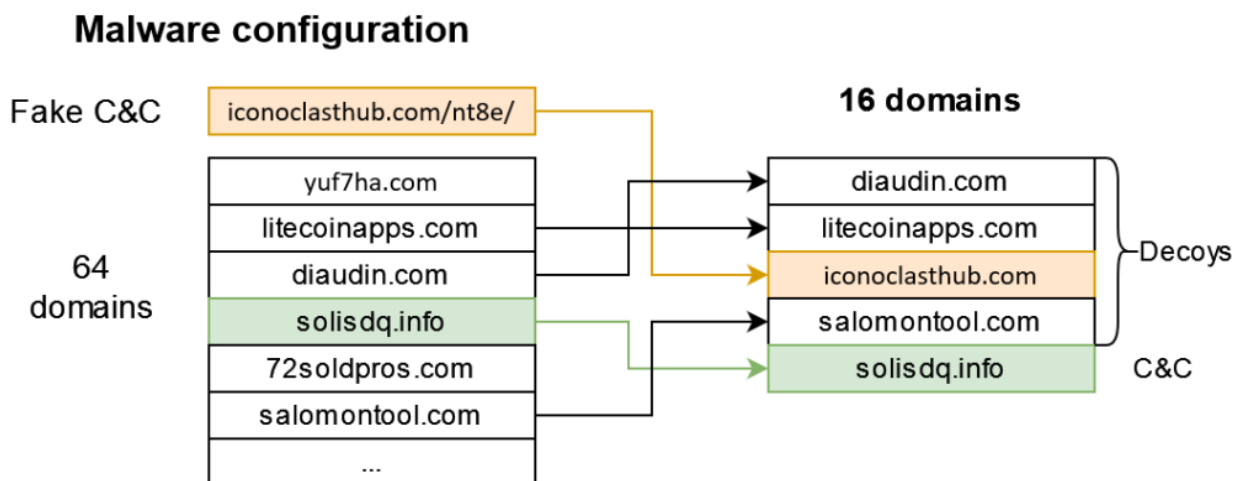 Malware configuration
Fake C&C
iconoclasthub.com/nt8e/
16 domains
64
domains
yuf7ha.com
litecoinapps.com
diaudin.com
solisdq.info
72soldpros.com
salomontool.com
...
diaudin.com
litecoinapps.com
iconoclasthub.com
salomontool.com
solisdq.info
Decoys
C&C